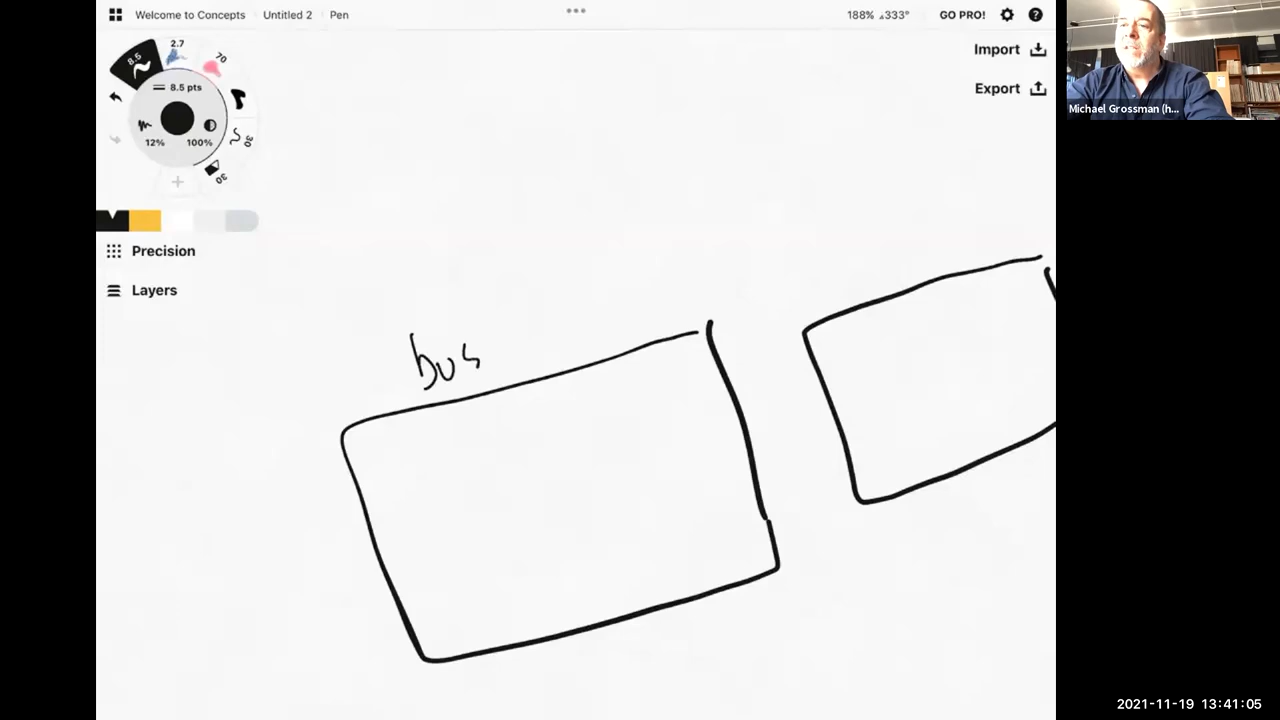 Welcome to Concepts Untitled 2 Pen 188% ⊿333° GO PRO!
Import
Export
8.5
2.7
70
8.5 pts
12% 100%
30
30
Precision
Layers
bus
Michael Grossman (h...
2021-11-19 13:41:05